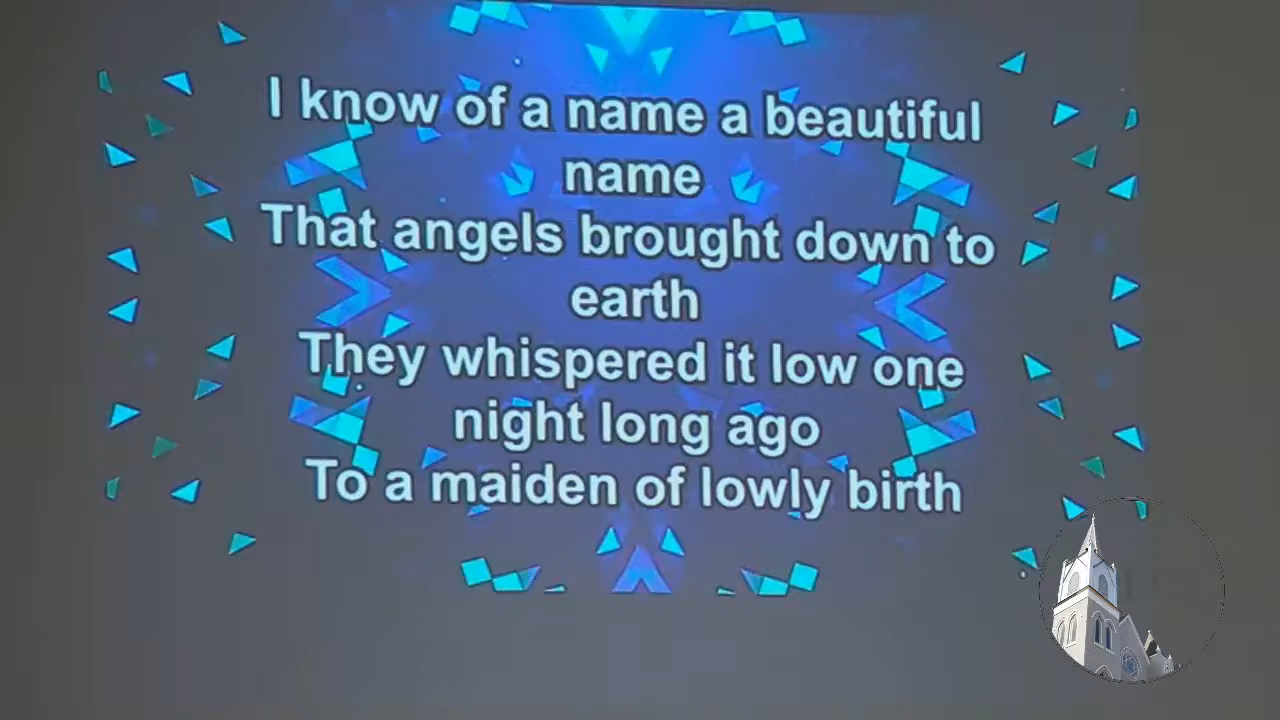 I know of a name a beautiful
name
That angels brought down to
earth
They whispered it low one
night long ago
To a maiden of lowly birth